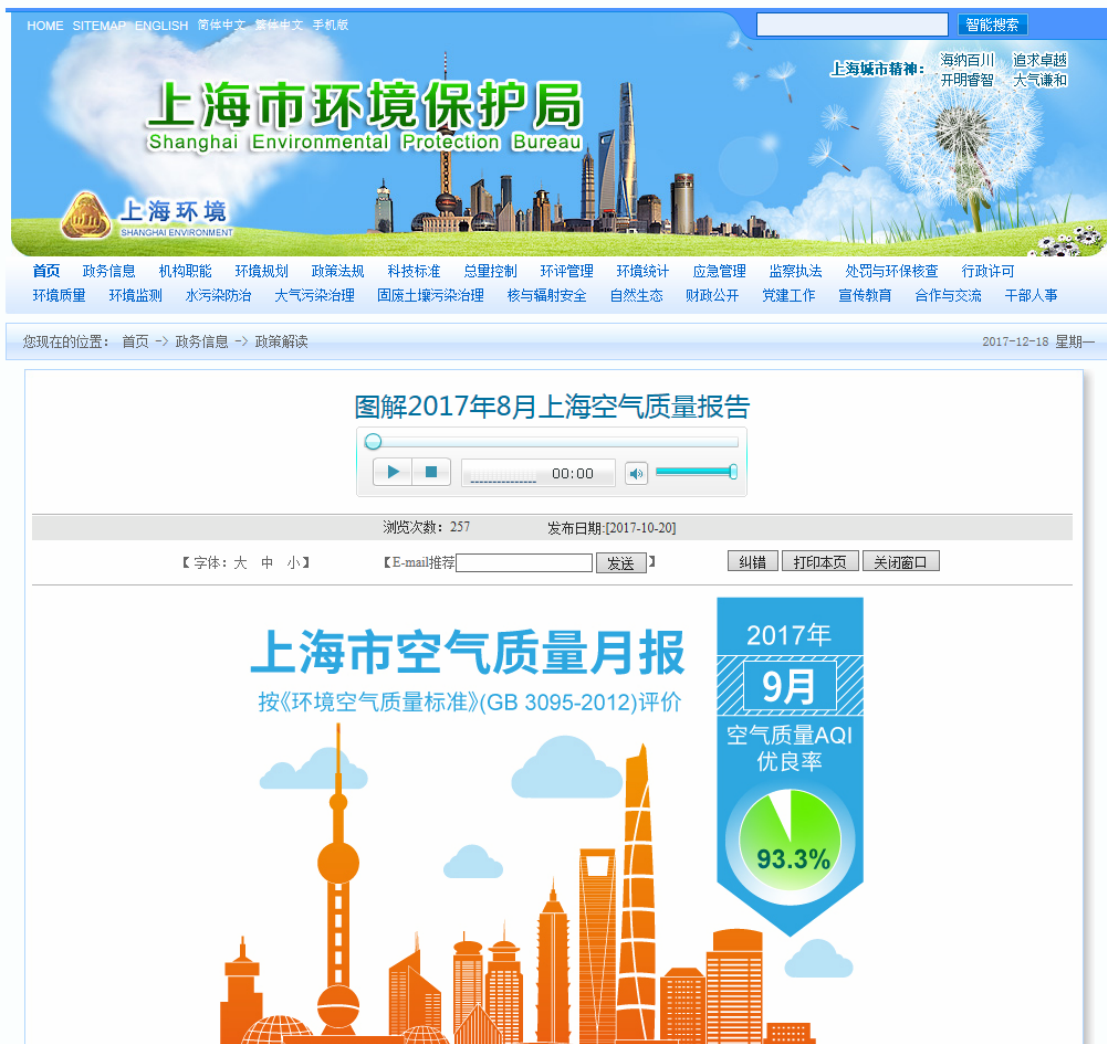 HOME SITEMAP ENGLISH 简体中文 繁体中文 手机版
智能搜索
上海城市精神： 海纳百川 追求卓越
开明睿智 大气谦和
上海市环境保护局
Shanghai Environmental Protection Bureau
上海环境
SHANGHAI ENVIRONMENT
首页 政务信息 机构职能 环境规划 政策法规 科技标准 总量控制 环评管理 环境统计 应急管理 监察执法 处罚与环保核查 行政许可
环境质量 环境监测 水污染防治 大气污染治理 固废土壤污染治理 核与辐射安全 自然生态 财政公开 党建工作 宣传教育 合作与交流 干部人事
您现在的位置： 首页 -> 政务信息 -> 政策解读
2017-12-18 星期一
图解2017年8月上海空气质量报告
00:00
浏览次数：257 发布日期:[2017-10-20]
【字体：大 中 小】 【E-mail推荐 发送 】 纠错 打印本页 关闭窗口
上海市空气质量月报
按《环境空气质量标准》(GB 3095-2012)评价
2017年
9月
空气质量AQI
优良率
93.3%